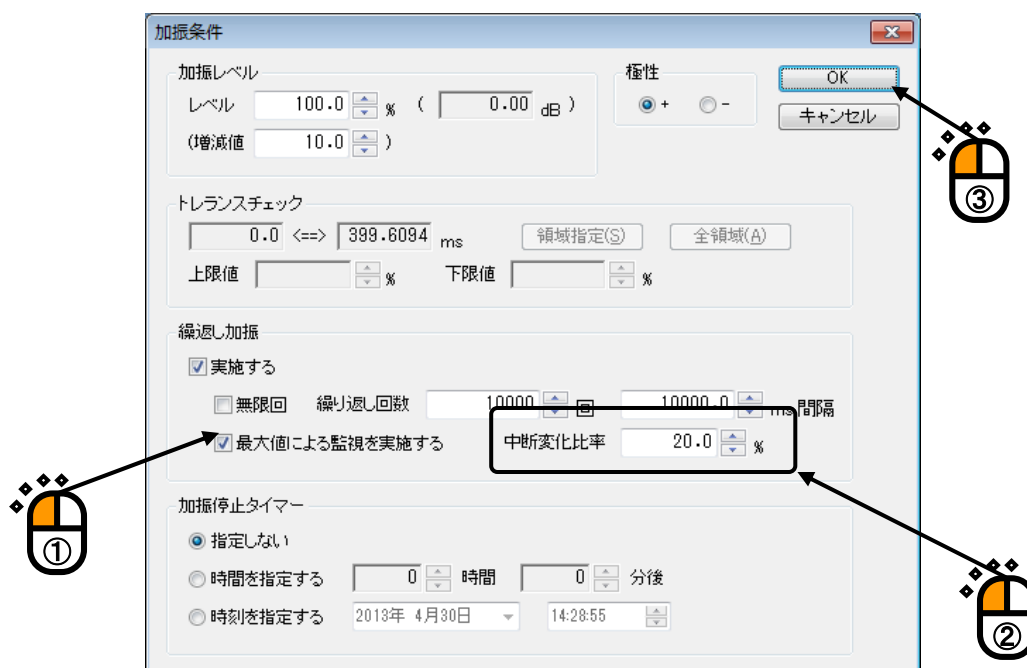 加振条件
加振レベル
レベル 100.0 % ( 0.00 dB )
(増減値 10.0 )
極性
+ -
OK
キャンセル
③
トレランスチェック
0.0 <==> 399.6094 ms 領域指定(S) 全領域(A)
上限値 % 下限値 %
繰返し加振
実施する
無限回 繰り返し回数 10000 回 10000.0 ms間隔
最大値による監視を実施する 中断変化比率 20.0 %
①
加振停止タイマー
指定しない
時間を指定する 0 時間 0 分後
時刻を指定する 2013年 4月30日 14:28:55
②